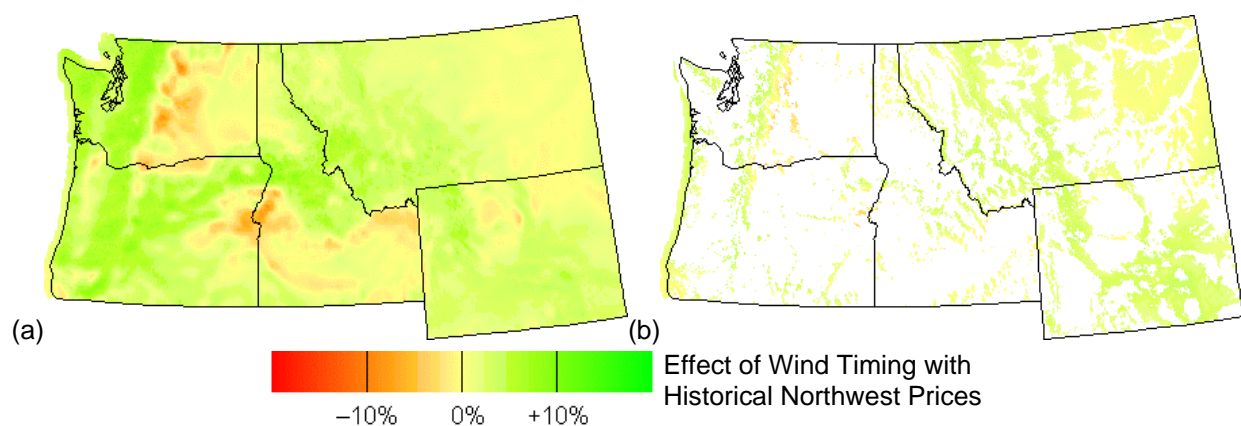 (a)
(b)
Effect of Wind Timing with
Historical Northwest Prices
–10% 0% +10%